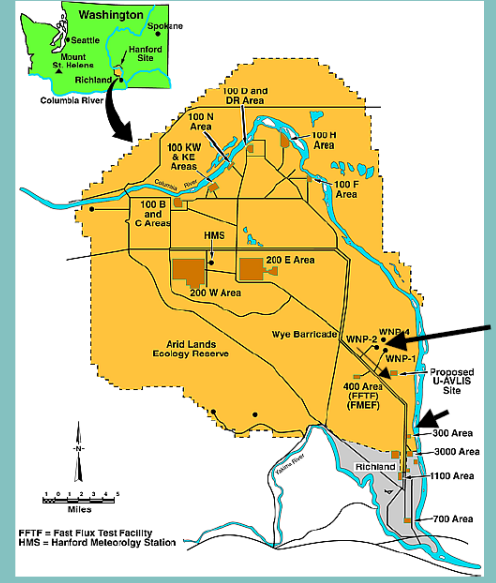 Washington
Spokane
Seattle
Mount
St. Helens
Hanford
Site
Richland
Columbia River
100 D and
DR Area
100 N
Area
100 KW
& KE
Areas
100 H
Area
Columbia River
100 F
Area
100 B
and
C Areas
HMS
200 E Area
200 W Area
Wye Barricade
WNP-4
WNP-2
WNP-1
Arid Lands
Ecology Reserve
Proposed
U-AVLIS
Site
400 Area
(FFTF)
(FMEF)
300 Area
3000 Area
Richland
1100 Area
Yakima River
700 Area
N
1 0 1 2 3 4 5
Miles
FFTF = Fast Flux Test Facility
HMS = Hanford Meteorolgy Station